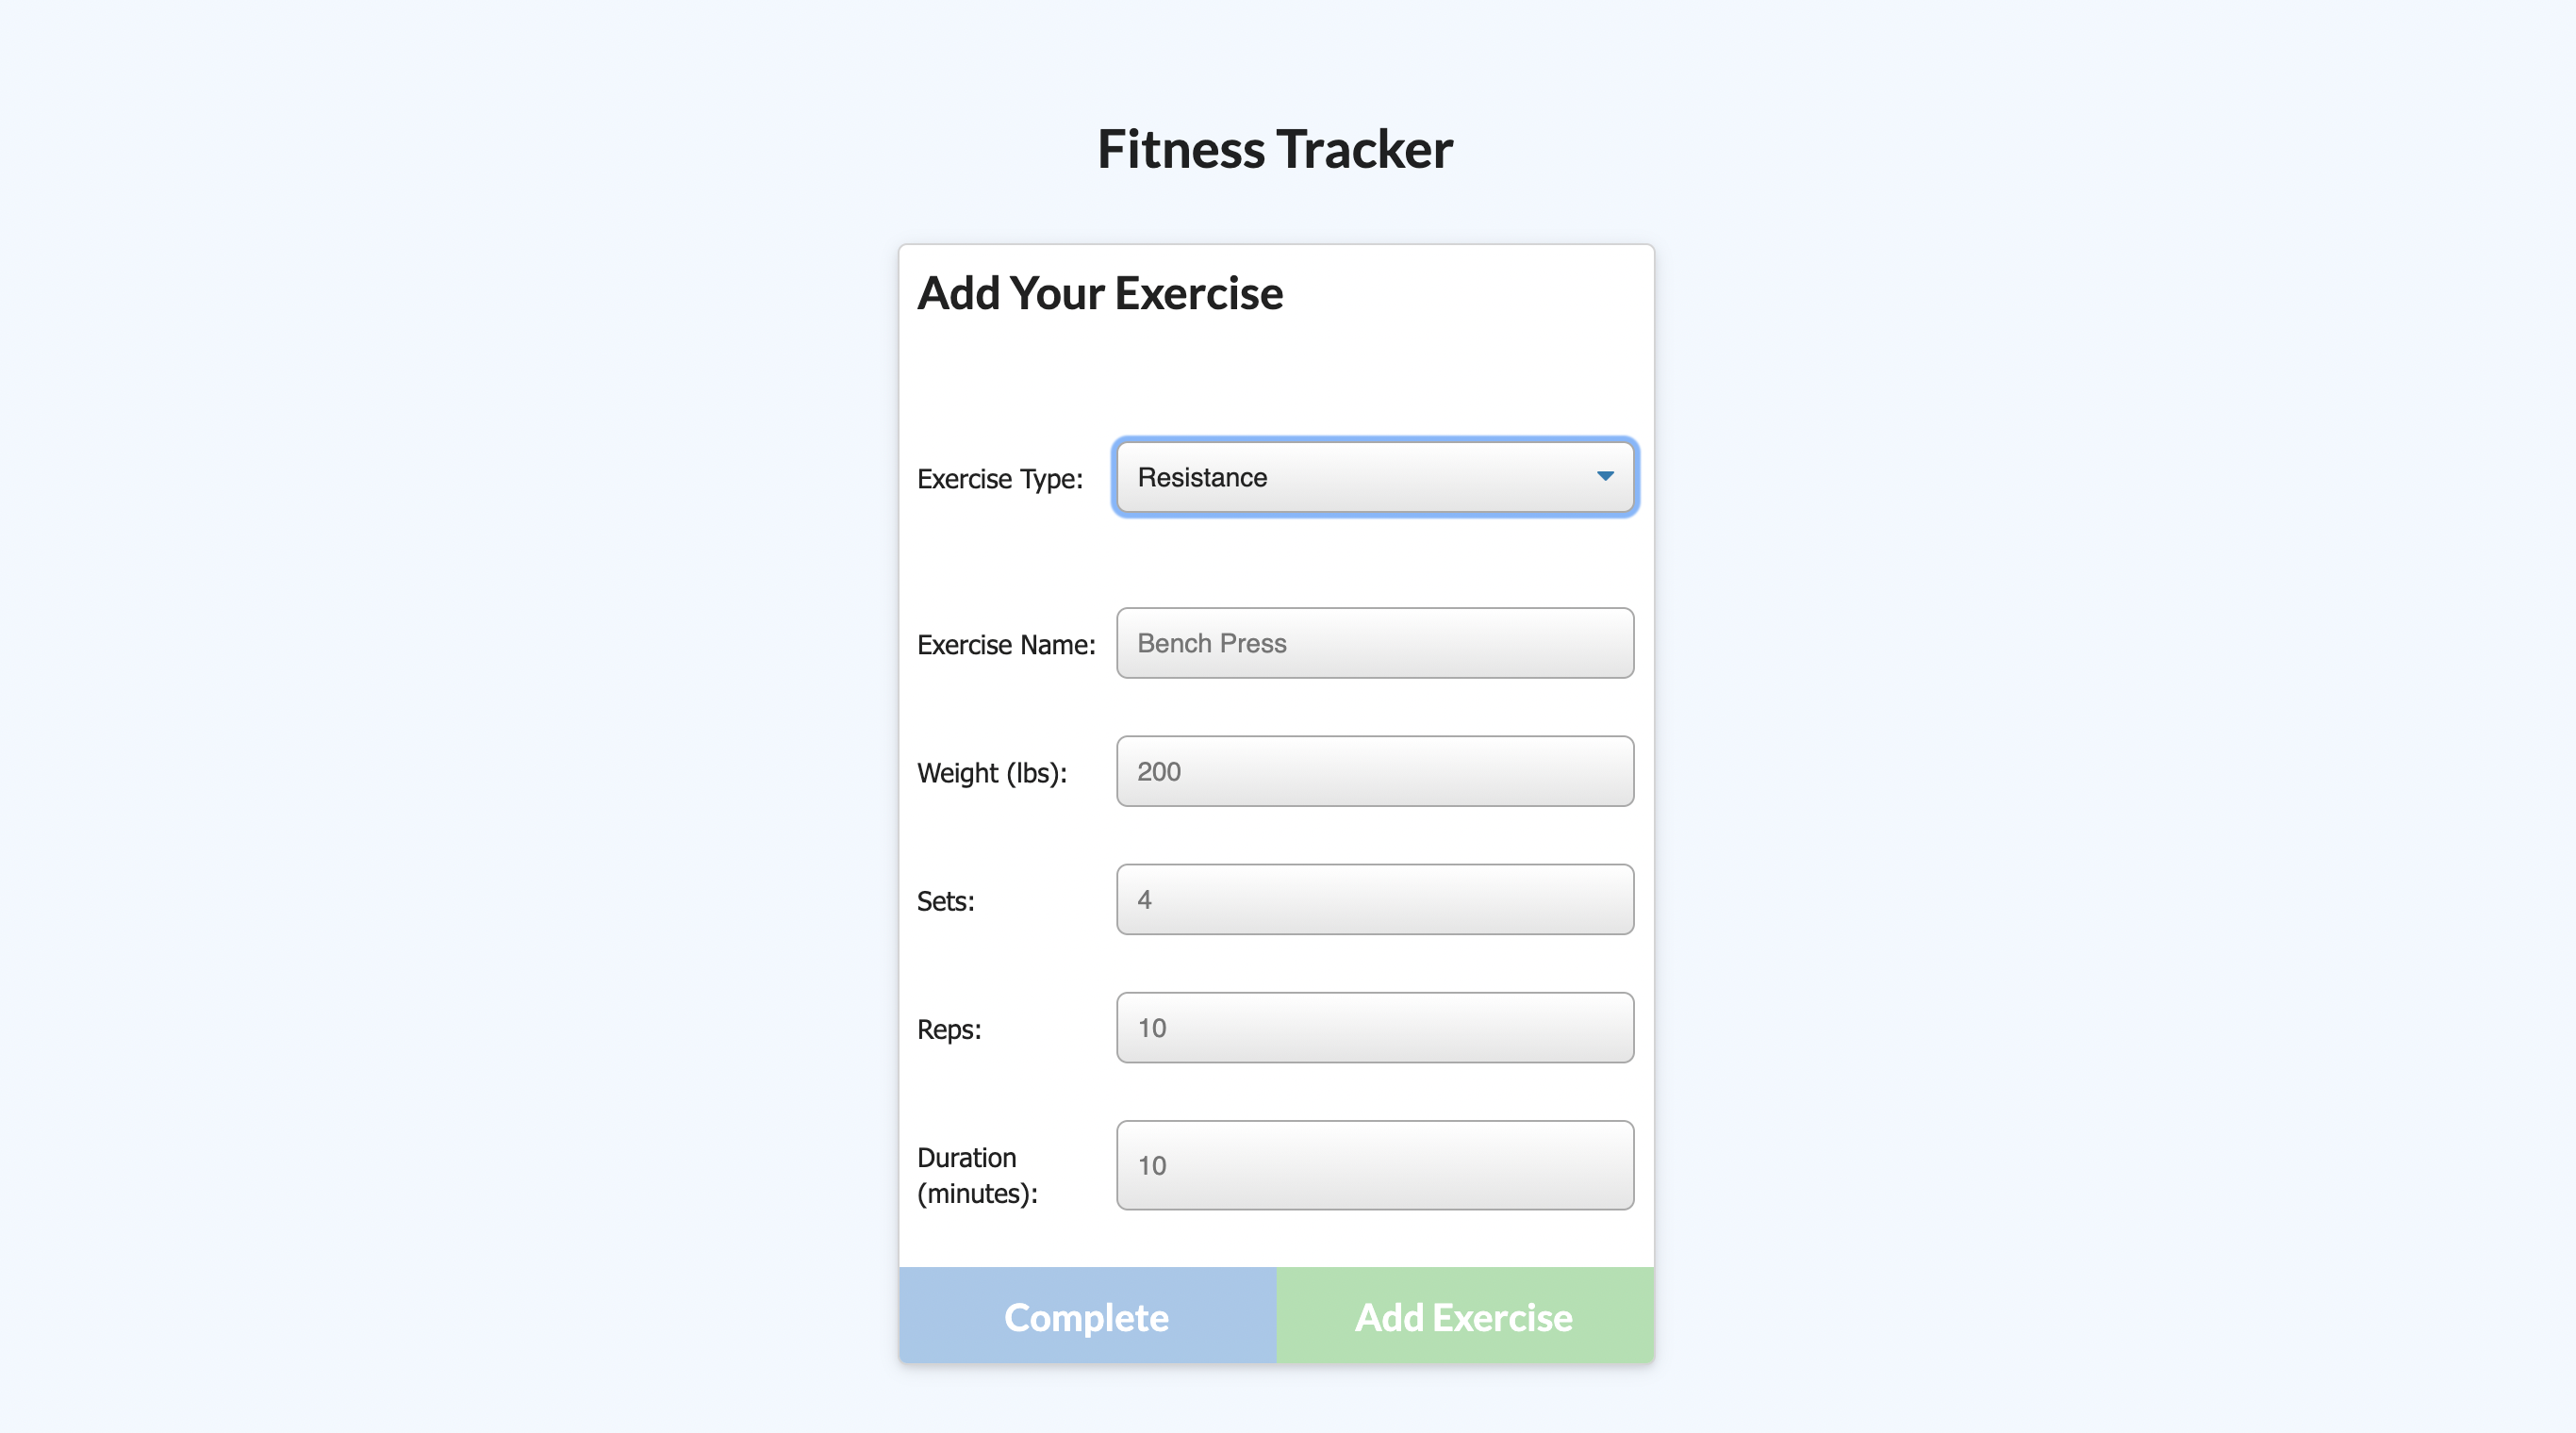 Fitness Tracker
Add Your Exercise
Exercise Type: Resistance
Exercise Name: Bench Press
Weight (lbs): 200
Sets: 4
Reps: 10
Duration
(minutes): 10
Complete Add Exercise